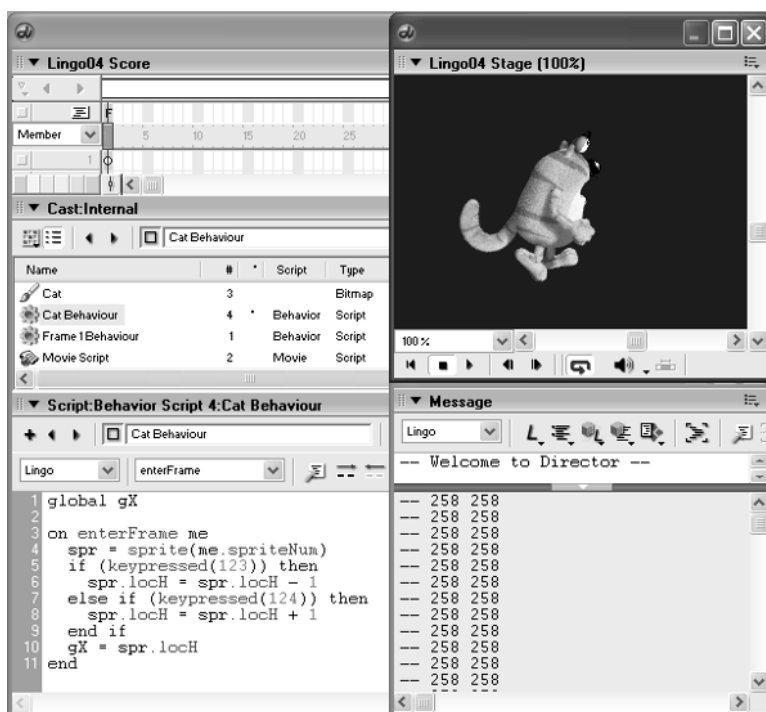 Lingo04 Score
Member
5 10 15 20 25
1
Cast:Internal
Cat Behaviour
Name # * Script Type
Cat 3 Bitmap
Cat Behaviour 4 * Behavior Script
Frame 1 Behaviour 1 Behavior Script
Movie Script 2 Movie Script
Script:Behavior Script 4:Cat Behaviour
Cat Behaviour
Lingo enterFrame
1 global gX
2
3 on enterFrame me
4 spr = sprite(me.spriteNum)
5 if (keypressed(123)) then
6 spr.locH = spr.locH - 1
7 else if (keypressed(124)) then
8 spr.locH = spr.locH + 1
9 end if
10 gX = spr.locH
11 end
Lingo04 Stage (100%)
100 %
Message
Lingo
-- Welcome to Director --
-- 258 258
-- 258 258
-- 258 258
-- 258 258
-- 258 258
-- 258 258
-- 258 258
-- 258 258
-- 258 258
-- 258 258
-- 258 258
-- 258 258